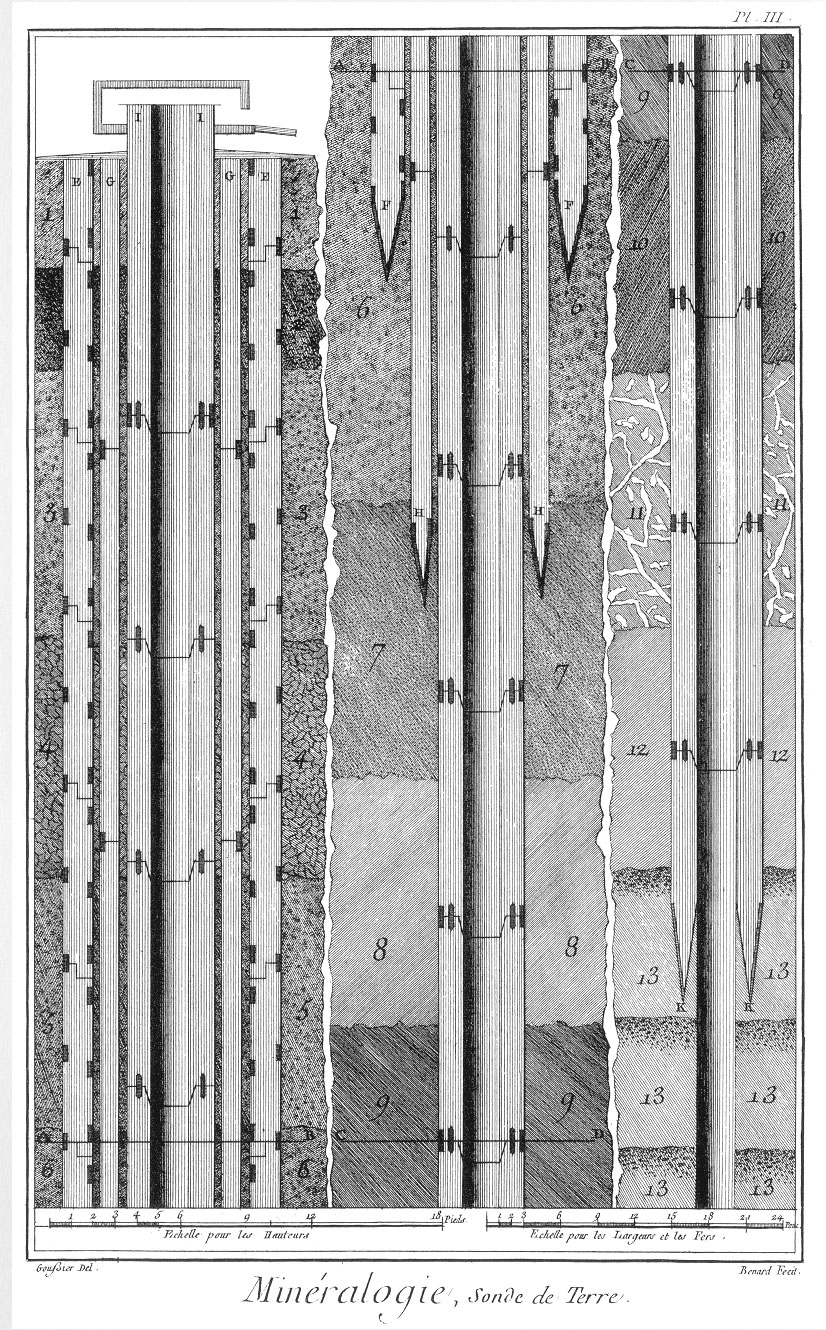 Pl. III.
A C B C D
I I
9 9
E G G E
1 1
F F
10 10
2
6 6
3 H H 3
11 11
7 7
4 4
12 12
8 8
13 13
K K
5 5
9 9
13 13
A B C D
6 6
13 13
1 2 3 4 5 6 9 12 18 Pieds.
1 2 3 6 9 12 15 18 21 24 Pouc.
Echelle pour les Hauteurs
Echelle pour les Largeurs et les Fers.
Goussier Del.
Benard Fecit.
Minéralogie, Sonde de Terre.